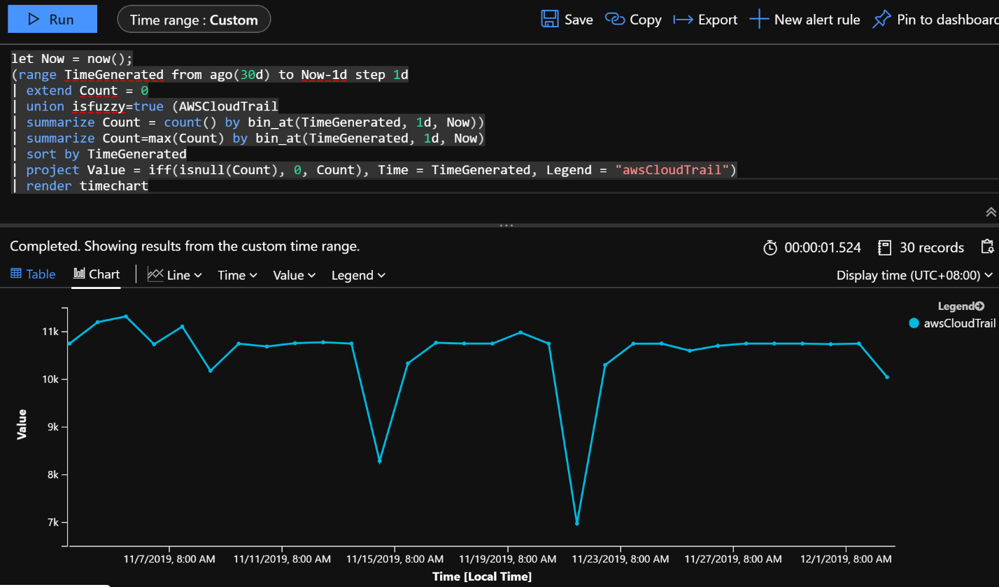 Run
Time range : Custom
Save
Copy
Export
New alert rule
Pin to dashboard
let Now = now();
(range TimeGenerated from ago(30d) to Now-1d step 1d
| extend Count = 0
| union isfuzzy=true (AWSCloudTrail
| summarize Count = count() by bin_at(TimeGenerated, 1d, Now))
| summarize Count=max(Count) by bin_at(TimeGenerated, 1d, Now)
| sort by TimeGenerated
| project Value = iff(isnull(Count), 0, Count), Time = TimeGenerated, Legend = "awsCloudTrail")
| render timechart
Completed. Showing results from the custom time range.
00:00:01.524
30 records
Table
Chart
Line
Time
Value
Legend
Display time (UTC+08:00)
Legend
awsCloudTrail
11k
10k
9k
8k
7k
Value
11/7/2019, 8:00 AM
11/11/2019, 8:00 AM
11/15/2019, 8:00 AM
11/19/2019, 8:00 AM
11/23/2019, 8:00 AM
11/27/2019, 8:00 AM
12/1/2019, 8:00 AM
Time [Local Time]